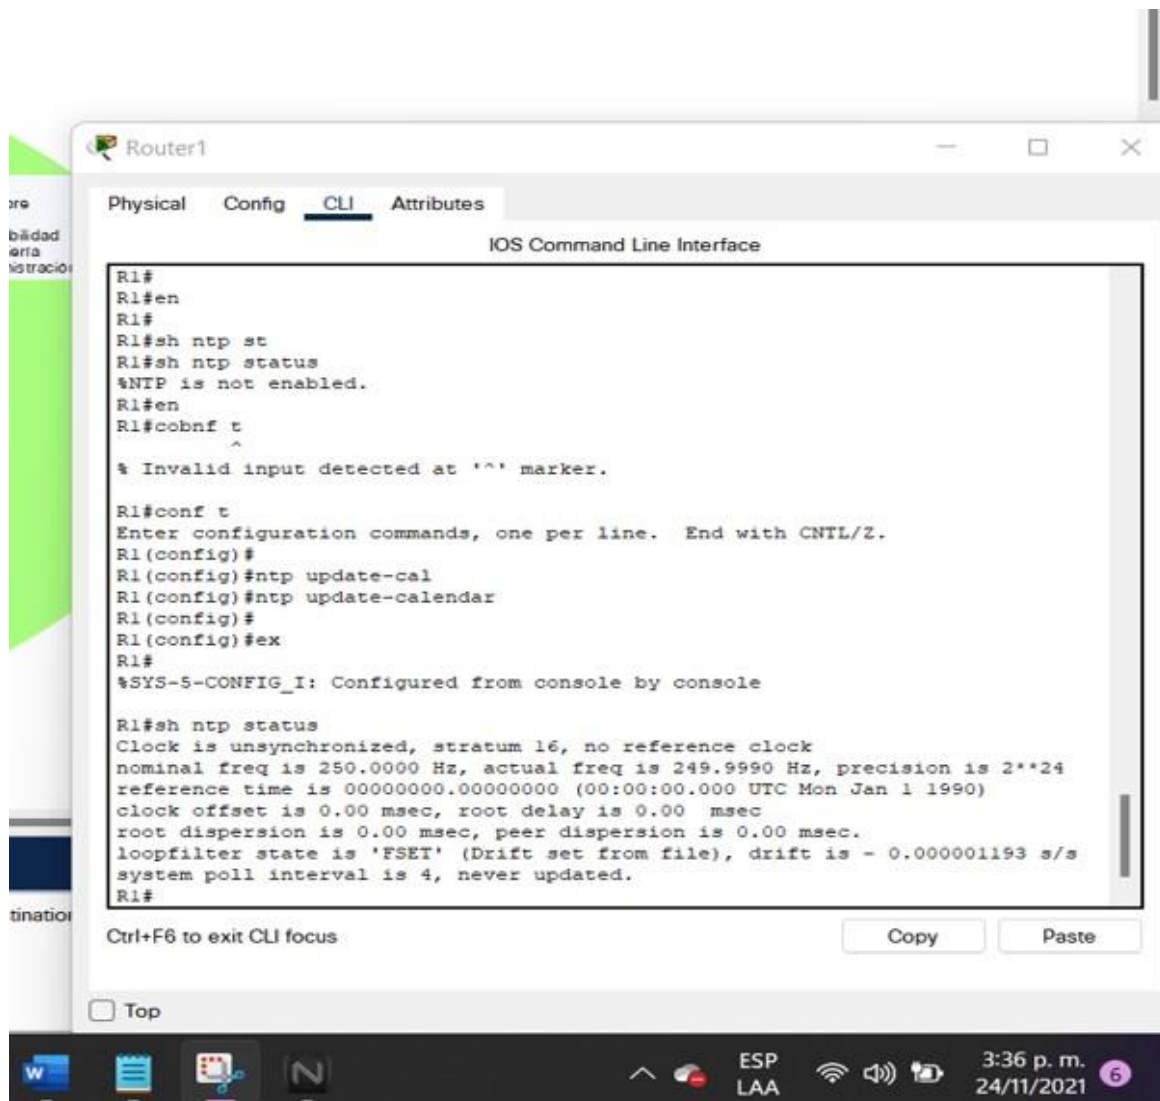 Router1
Physical Config CLI Attributes
IOS Command Line Interface
R1#
R1#en
R1#
R1#sh ntp st
R1#sh ntp status
%NTP is not enabled.
R1#en
R1#cobnf t
^
% Invalid input detected at '^' marker.
R1#conf t
Enter configuration commands, one per line. End with CNTL/Z.
R1(config)#
R1(config)#ntp update-cal
R1(config)#ntp update-calendar
R1(config)#
R1(config)#ex
R1#
%SYS-5-CONFIG_I: Configured from console by console
R1#sh ntp status
Clock is unsynchronized, stratum 16, no reference clock
nominal freq is 250.0000 Hz, actual freq is 249.9990 Hz, precision is 2**24
reference time is 00000000.00000000 (00:00:00.000 UTC Mon Jan 1 1990)
clock offset is 0.00 msec, root delay is 0.00 msec
root dispersion is 0.00 msec, peer dispersion is 0.00 msec.
loopfilter state is 'FSET' (Drift set from file), drift is - 0.000001193 s/s
system poll interval is 4, never updated.
R1#
Ctrl+F6 to exit CLI focus
Copy Paste
Top
bilidad
ería
istración
tination
W
N
ESP
LAA
3:36 p. m.
24/11/2021
6